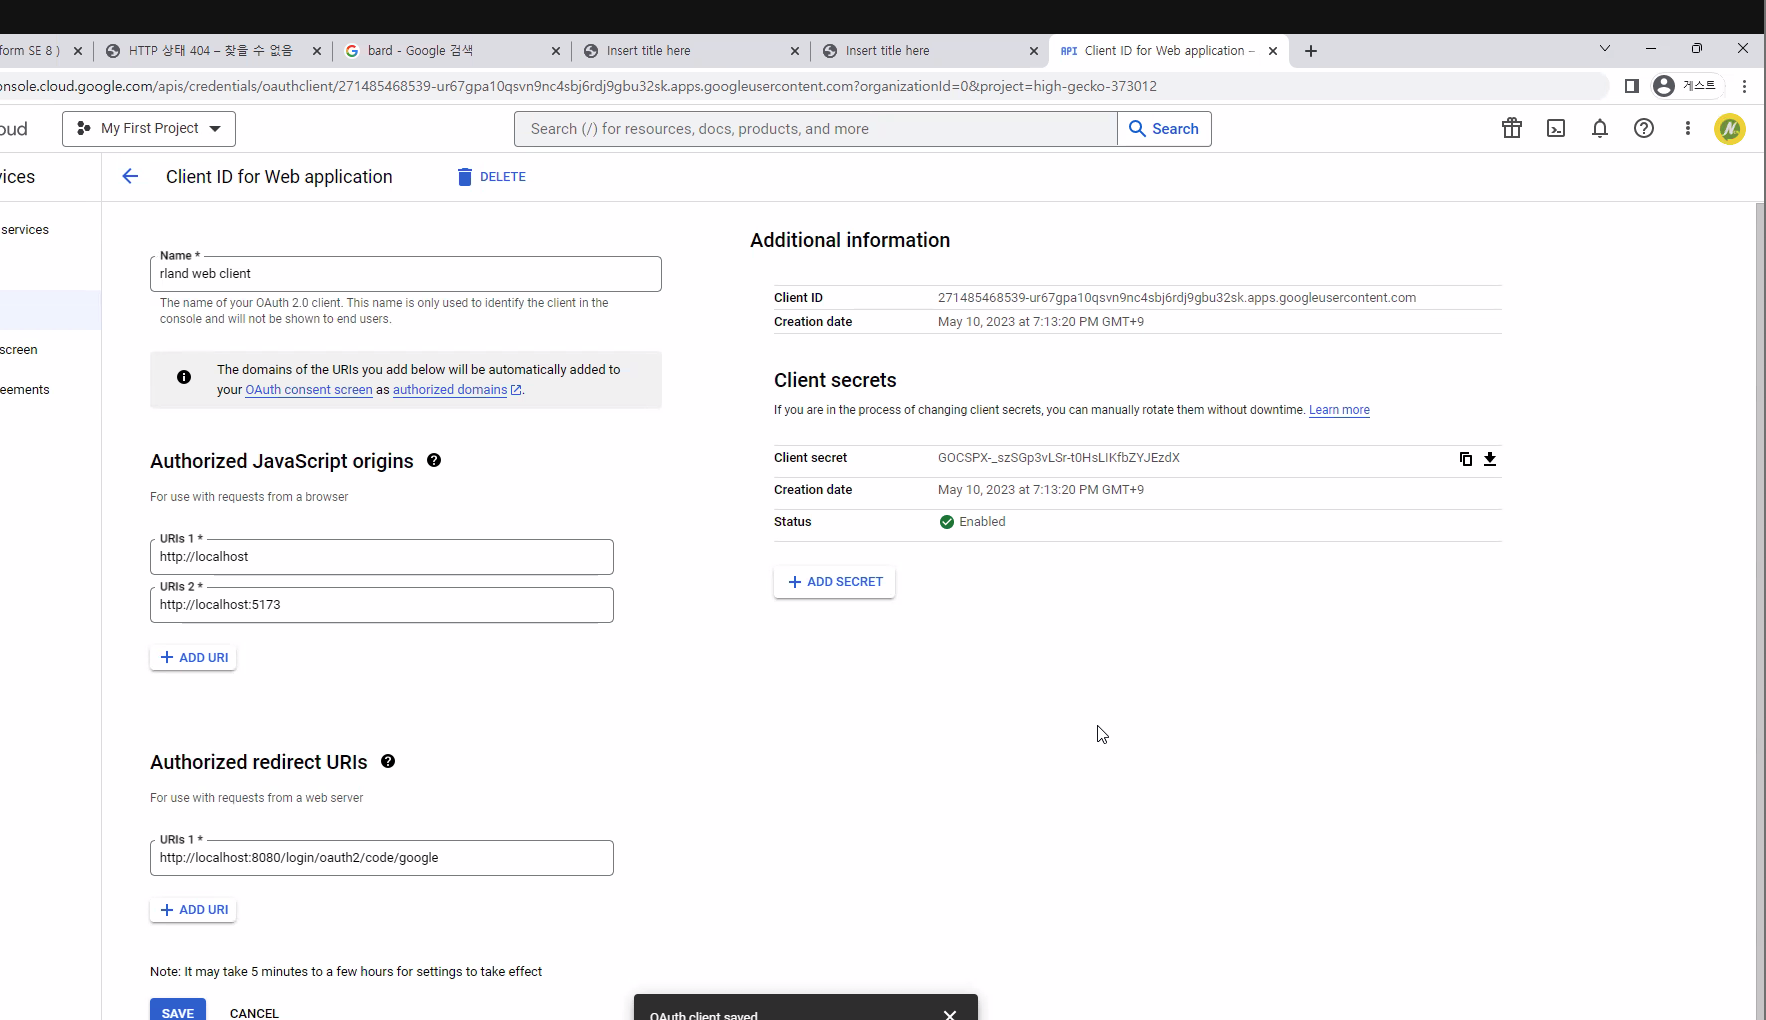 form SE 8 )
HTTP 상태 404 – 찾을 수 없음
bard - Google 검색
Insert title here
Insert title here
API Client ID for Web application –
onsole.cloud.google.com/apis/credentials/oauthclient/271485468539-ur67gpa10qsvn9nc4sbj6rdj9gbu32sk.apps.googleusercontent.com?organizationId=0&project=high-gecko-373012
게스트
oud
My First Project
Search (/) for resources, docs, products, and more
Search
vices
Client ID for Web application
DELETE
services
screen
eements
Name *
rland web client
The name of your OAuth 2.0 client. This name is only used to identify the client in the
console and will not be shown to end users.
The domains of the URIs you add below will be automatically added to
your OAuth consent screen as authorized domains.
Authorized JavaScript origins
For use with requests from a browser
URIs 1 *
http://localhost
URIs 2 *
http://localhost:5173
ADD URI
Authorized redirect URIs
For use with requests from a web server
URIs 1 *
http://localhost:8080/login/oauth2/code/google
ADD URI
Note: It may take 5 minutes to a few hours for settings to take effect
SAVE
CANCEL
Additional information
Client ID
271485468539-ur67gpa10qsvn9nc4sbj6rdj9gbu32sk.apps.googleusercontent.com
Creation date
May 10, 2023 at 7:13:20 PM GMT+9
Client secrets
If you are in the process of changing client secrets, you can manually rotate them without downtime. Learn more
Client secret
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
Creation date
May 10, 2023 at 7:13:20 PM GMT+9
Status
Enabled
ADD SECRET
OAuth client saved